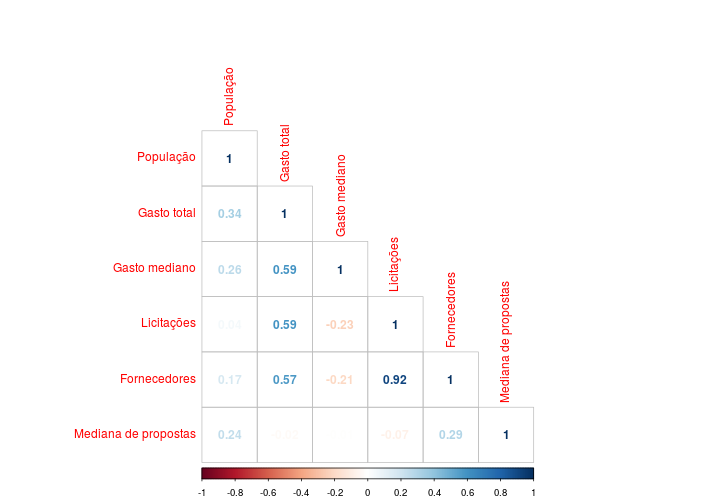 População
Gasto total
Gasto mediano
Licitações
Fornecedores
Mediana de propostas
População 1
Gasto total 0.34 1
Gasto mediano 0.26 0.59 1
Licitações 0.04 0.59 -0.23 1
Fornecedores 0.17 0.57 -0.21 0.92 1
Mediana de propostas 0.24 -0.07 0.29 1
-1 -0.8 -0.6 -0.4 -0.2 0 0.2 0.4 0.6 0.8 1